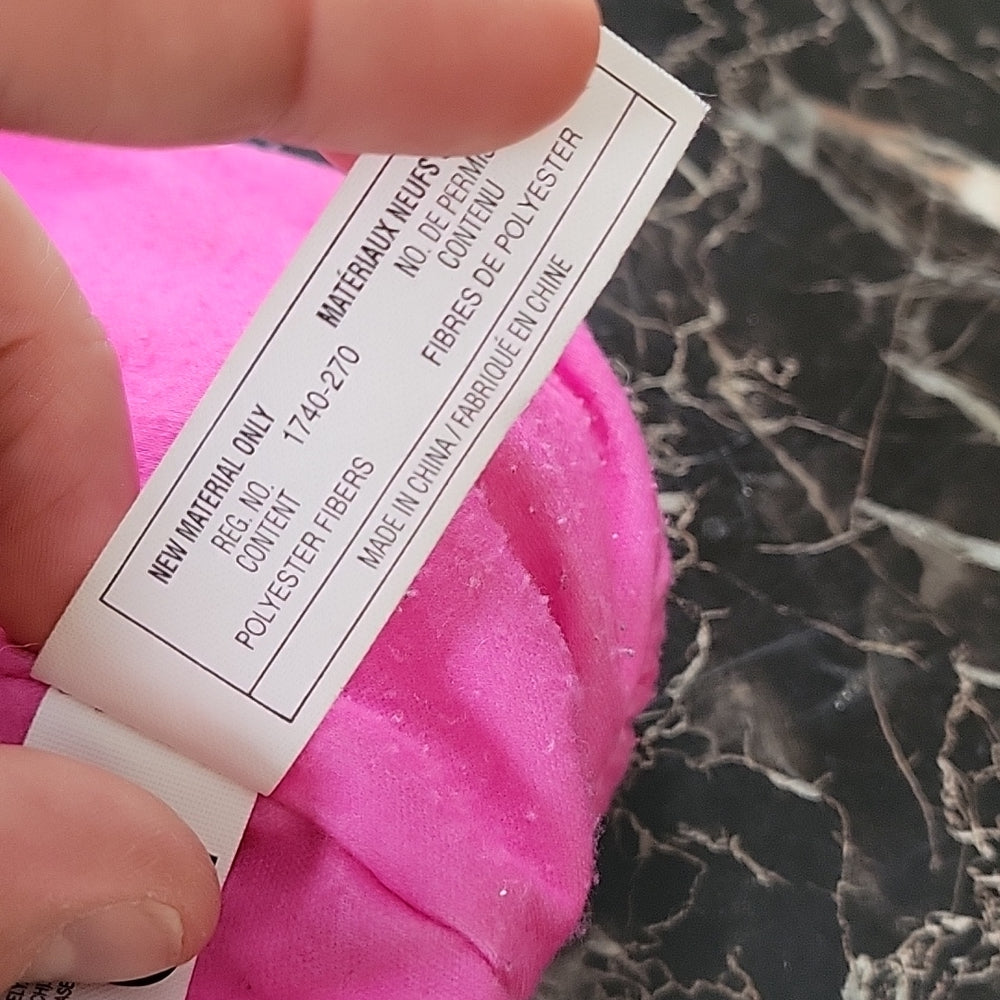 NEW MATERIAL ONLY
REG. NO.
CONTENT
POLYESTER FIBERS
1740-270
MATÉRIAUX NEUFS
NO. DE PERMIS
CONTENU
FIBRES DE POLYESTER
MADE IN CHINA / FABRIQUÉ EN CHINE